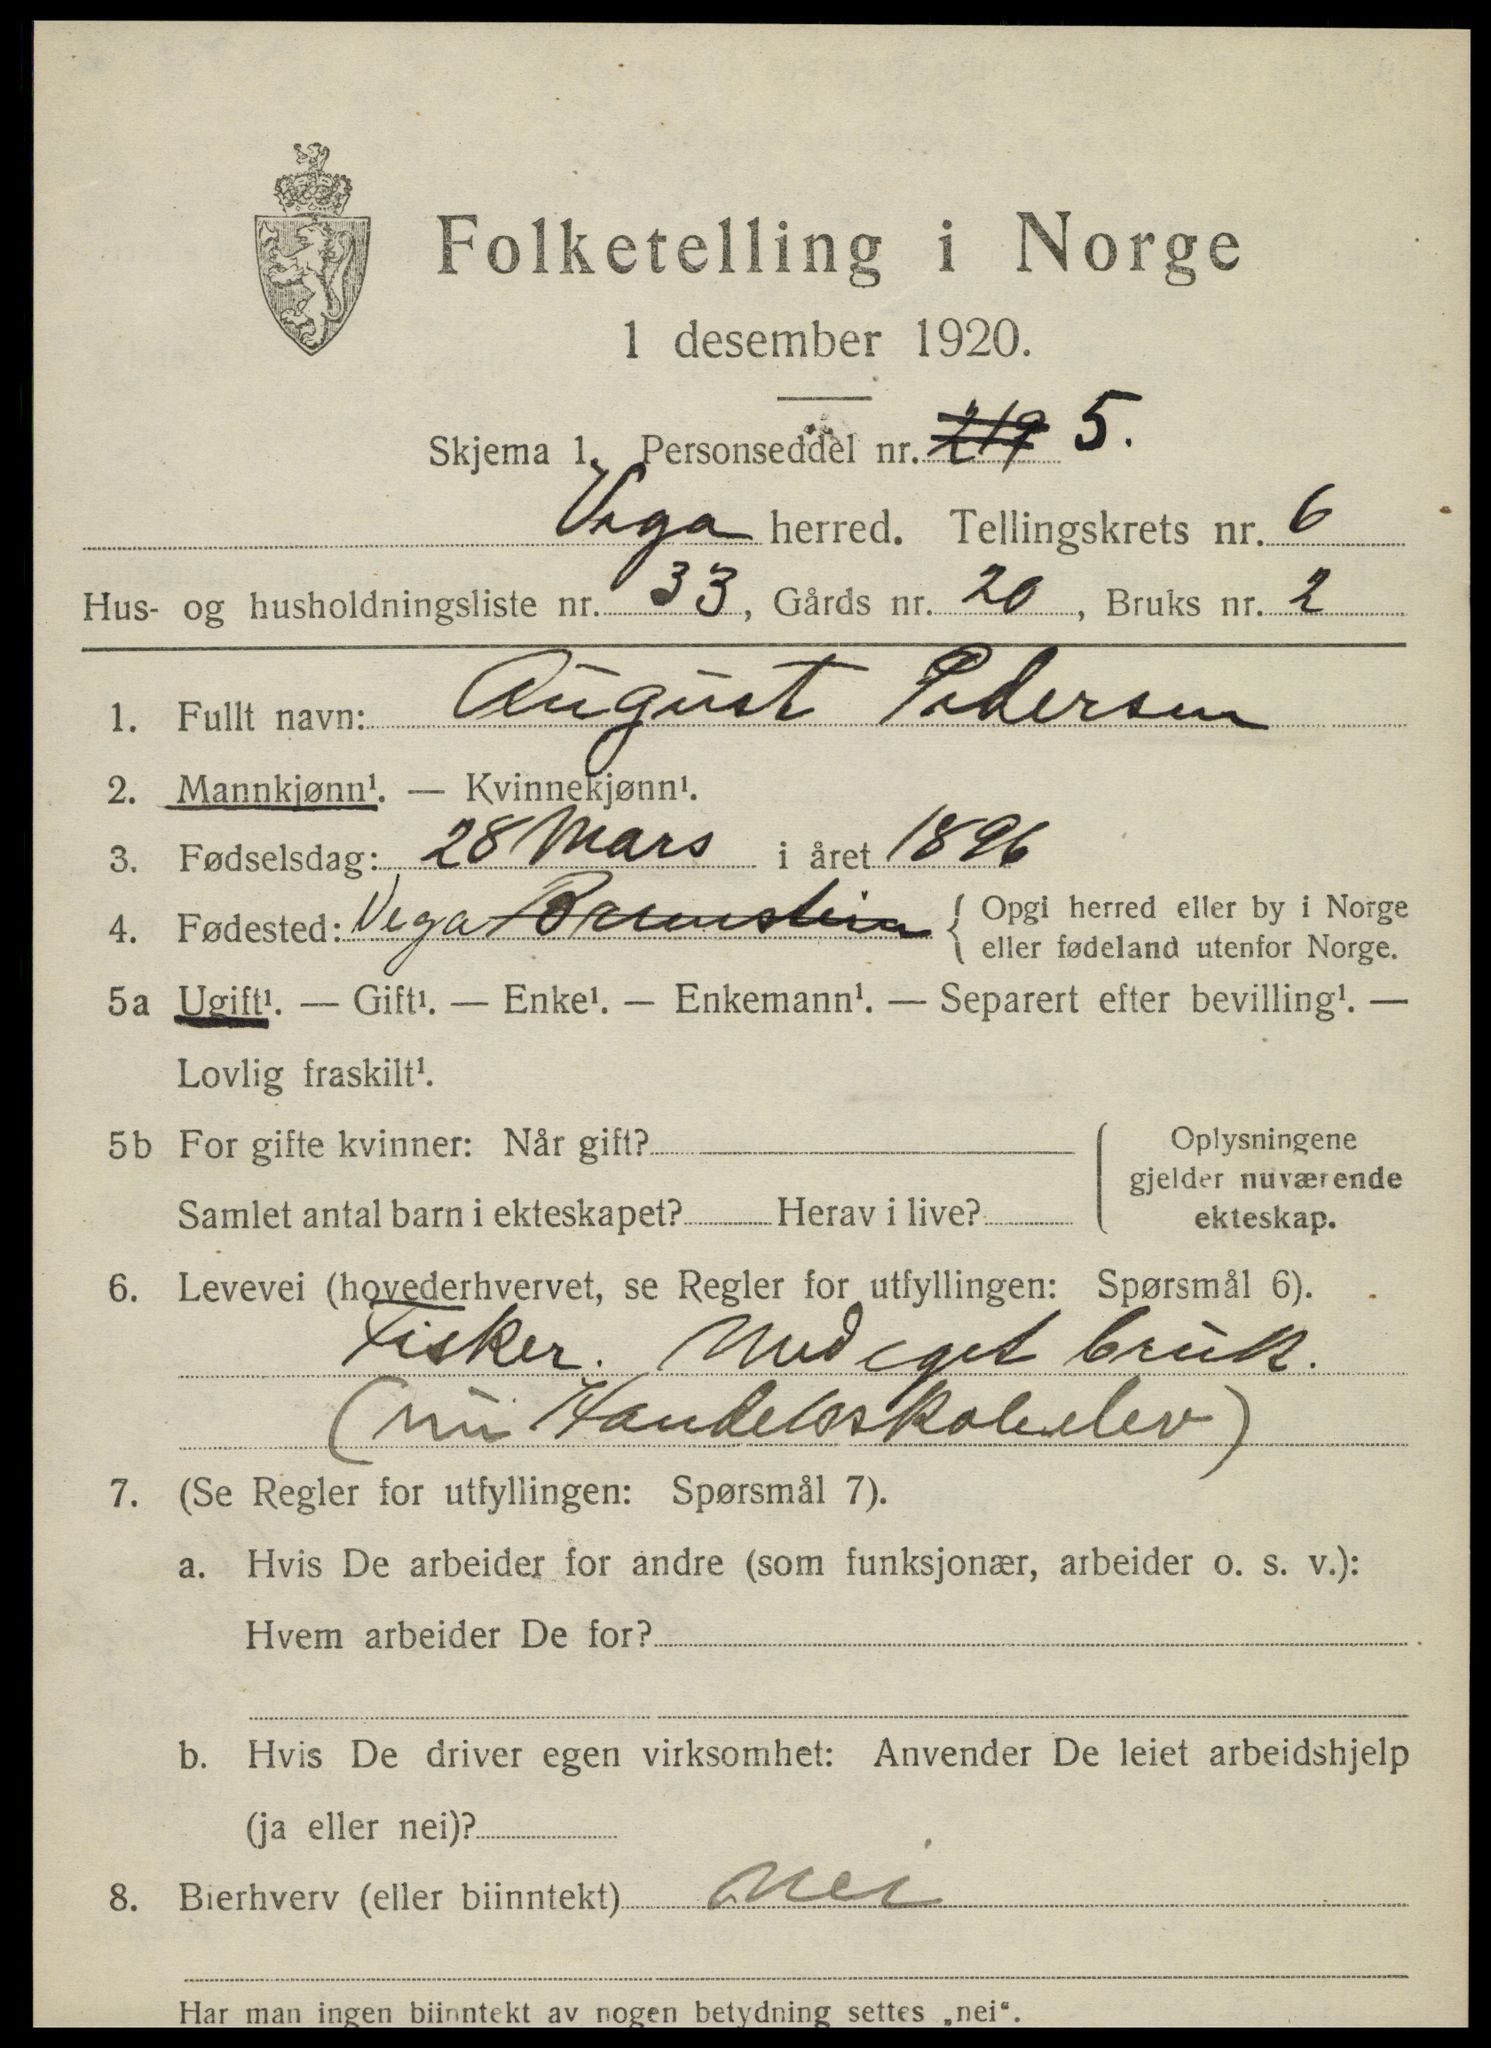 Folketelling i Norge
1 desember 1920.
Skjema 1. Personseddel nr. 219 5.
Vega herred. Tellingskrets nr. 6
Hus- og husholdningsliste nr. 33, Gårds nr. 20, Bruks nr. 2
1. Fullt navn: August Pedersen
2. Mannkjønn¹. — Kvinnekjønn¹.
3. Fødselsdag: 28 Mars i året 1896
4. Fødested: Vega { Opgi herred eller by i Norge
eller fødeland utenfor Norge.
5a Ugift¹. — Gift¹. — Enke¹. — Enkemann¹. — Separert efter bevilling¹. —
Lovlig fraskilt¹.
5b For gifte kvinner: Når gift?
Samlet antal barn i ekteskapet? Herav i live?
Oplysningene
gjelder nuværende
ekteskap.
6. Levevei (hovederhvervet, se Regler for utfyllingen: Spørsmål 6).
Fisker. Med eget bruk.
(nu Handelsskoleelev)
7. (Se Regler for utfyllingen: Spørsmål 7).
a. Hvis De arbeider for andre (som funksjonær, arbeider o. s. v.):
Hvem arbeider De for?
b. Hvis De driver egen virksomhet: Anvender De leiet arbeidshjelp
(ja eller nei)?
8. Bierhverv (eller biinntekt) Nei
Har man ingen biinntekt av nogen betydning settes „nei“.